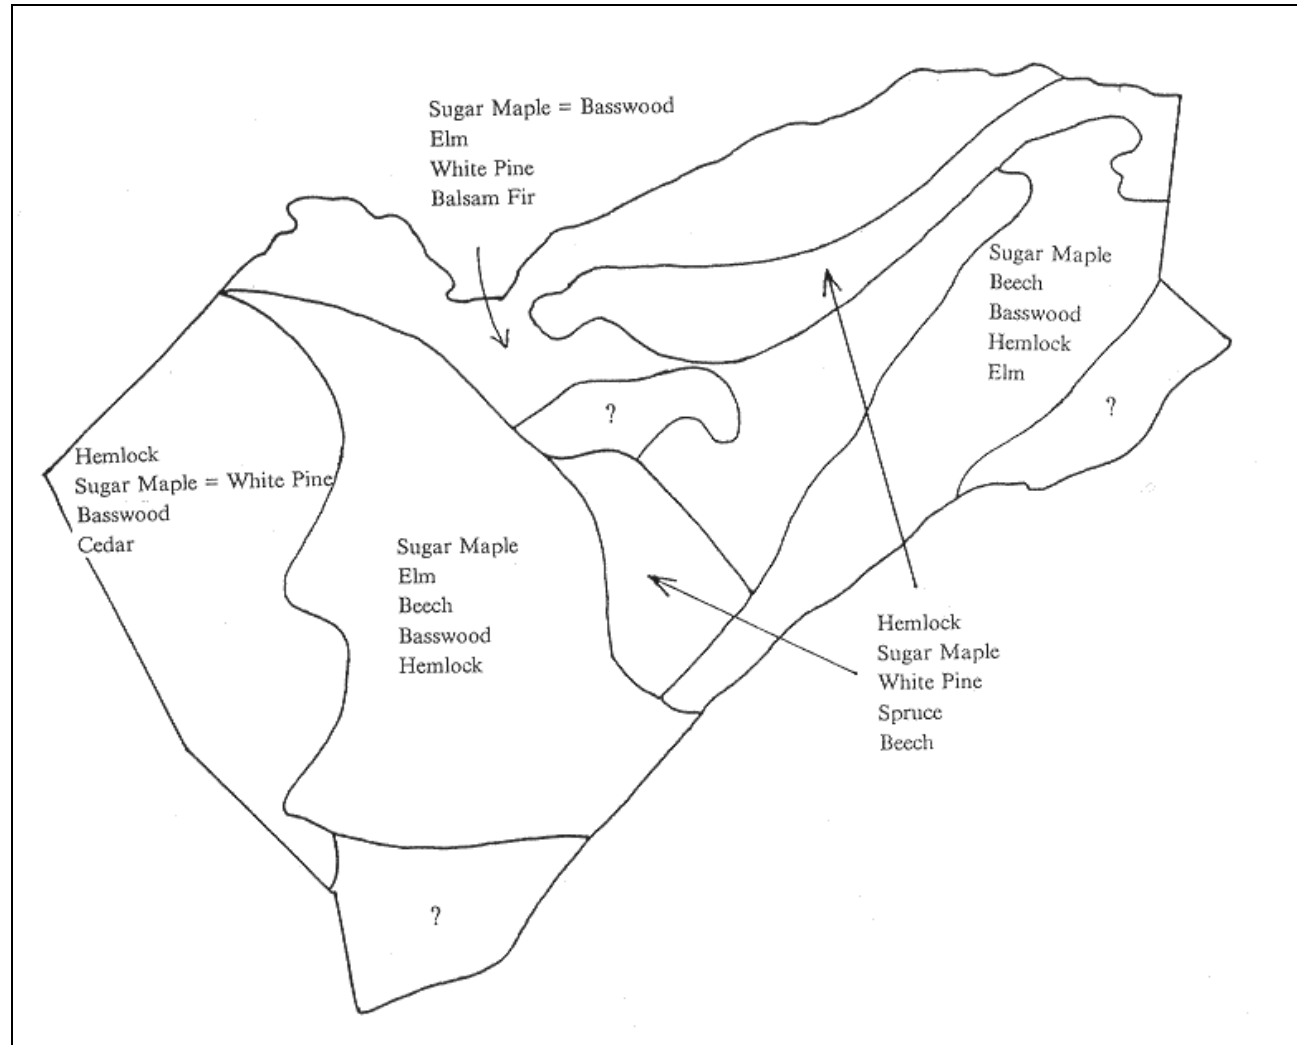 Sugar Maple = Basswood
Elm
White Pine
Balsam Fir
Sugar Maple
Beech
Basswood
Hemlock
Elm
?
?
Hemlock
Sugar Maple = White Pine
Basswood
Cedar
Sugar Maple
Elm
Beech
Basswood
Hemlock
Hemlock
Sugar Maple
White Pine
Spruce
Beech
?